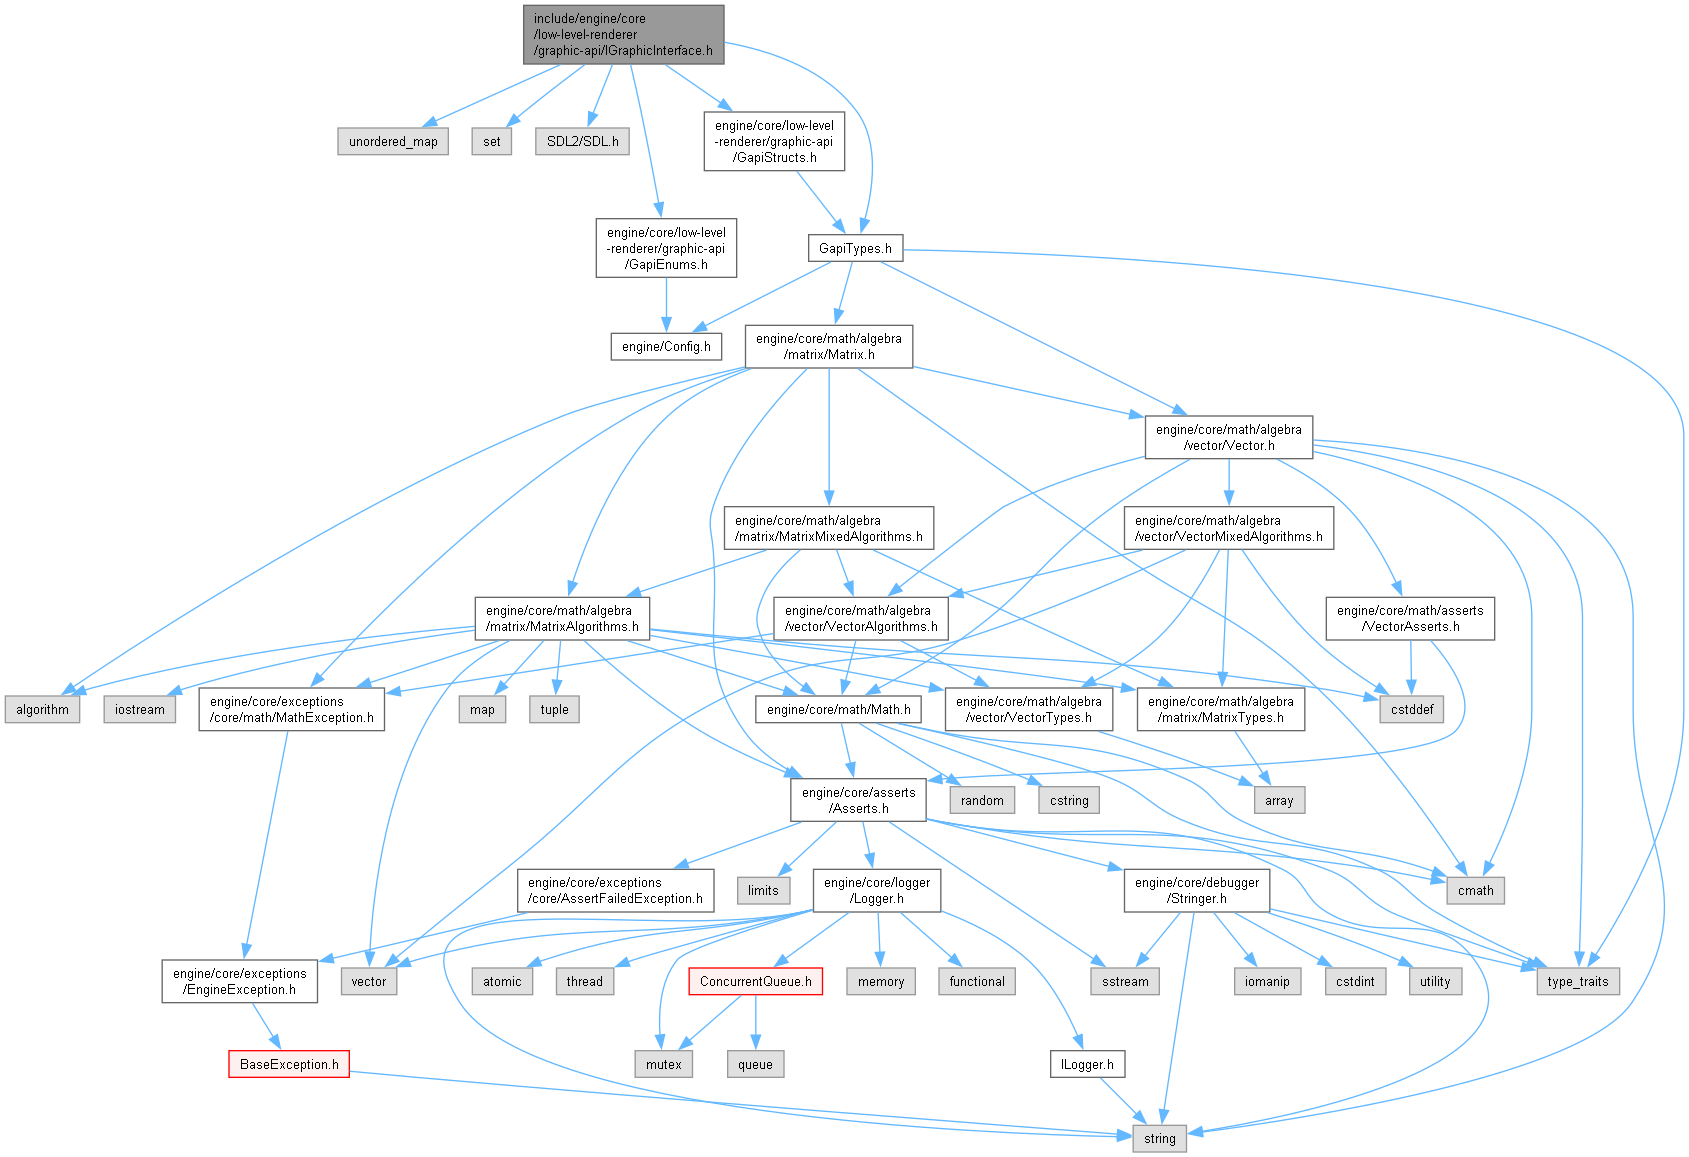 include/engine/core
/low-level-renderer
/graphic-api/IGraphicInterface.h
unordered_map
set
SDL2/SDL.h
engine/core/low-level
-renderer/graphic-api
/GapiStructs.h
engine/core/low-level
-renderer/graphic-api
/GapiEnums.h
GapiTypes.h
engine/Config.h
engine/core/math/algebra
/matrix/Matrix.h
engine/core/math/algebra
/vector/Vector.h
engine/core/math/algebra
/matrix/MatrixMixedAlgorithms.h
engine/core/math/algebra
/vector/VectorMixedAlgorithms.h
engine/core/math/algebra
/matrix/MatrixAlgorithms.h
engine/core/math/algebra
/vector/VectorAlgorithms.h
engine/core/math/asserts
/VectorAsserts.h
algorithm
iostream
engine/core/exceptions
/core/math/MathException.h
map
tuple
engine/core/math/Math.h
engine/core/math/algebra
/vector/VectorTypes.h
engine/core/math/algebra
/matrix/MatrixTypes.h
cstddef
engine/core/asserts
/Asserts.h
random
cstring
array
engine/core/exceptions
/core/AssertFailedException.h
limits
engine/core/logger
/Logger.h
engine/core/debugger
/Stringer.h
cmath
engine/core/exceptions
/EngineException.h
vector
atomic
thread
ConcurrentQueue.h
memory
functional
sstream
iomanip
cstdint
utility
type_traits
BaseException.h
mutex
queue
ILogger.h
string